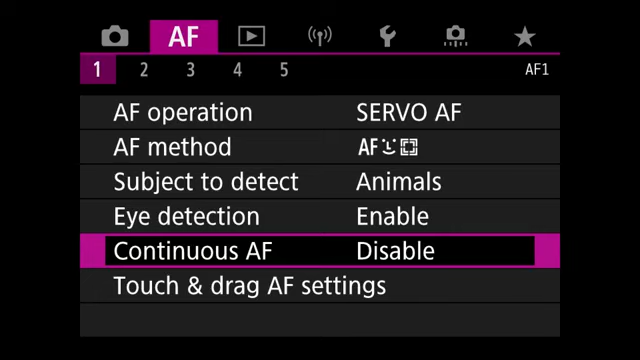 AF
1 2 3 4 5 AF1
AF operation SERVO AF
AF method AF
Subject to detect Animals
Eye detection Enable
Continuous AF Disable
Touch & drag AF settings